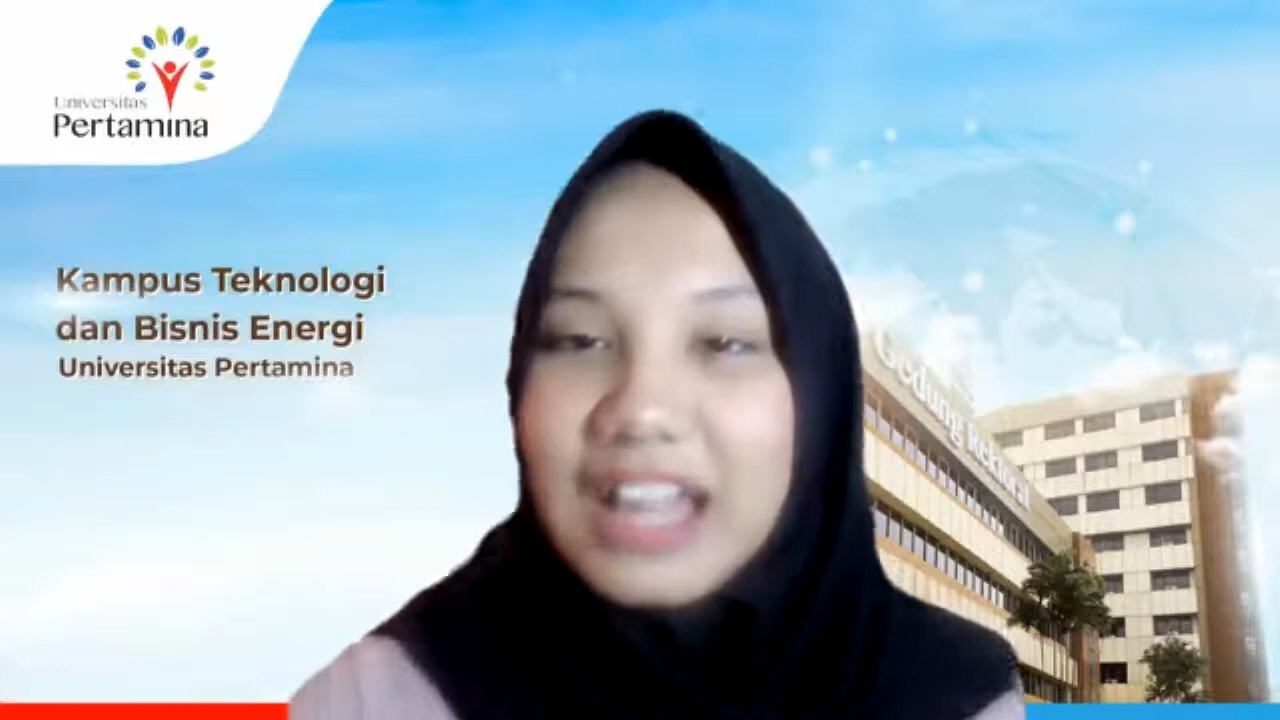 Universitas
Pertamina
Kampus Teknologi
dan Bisnis Energi
Universitas Pertamina
Gedung Rektorat